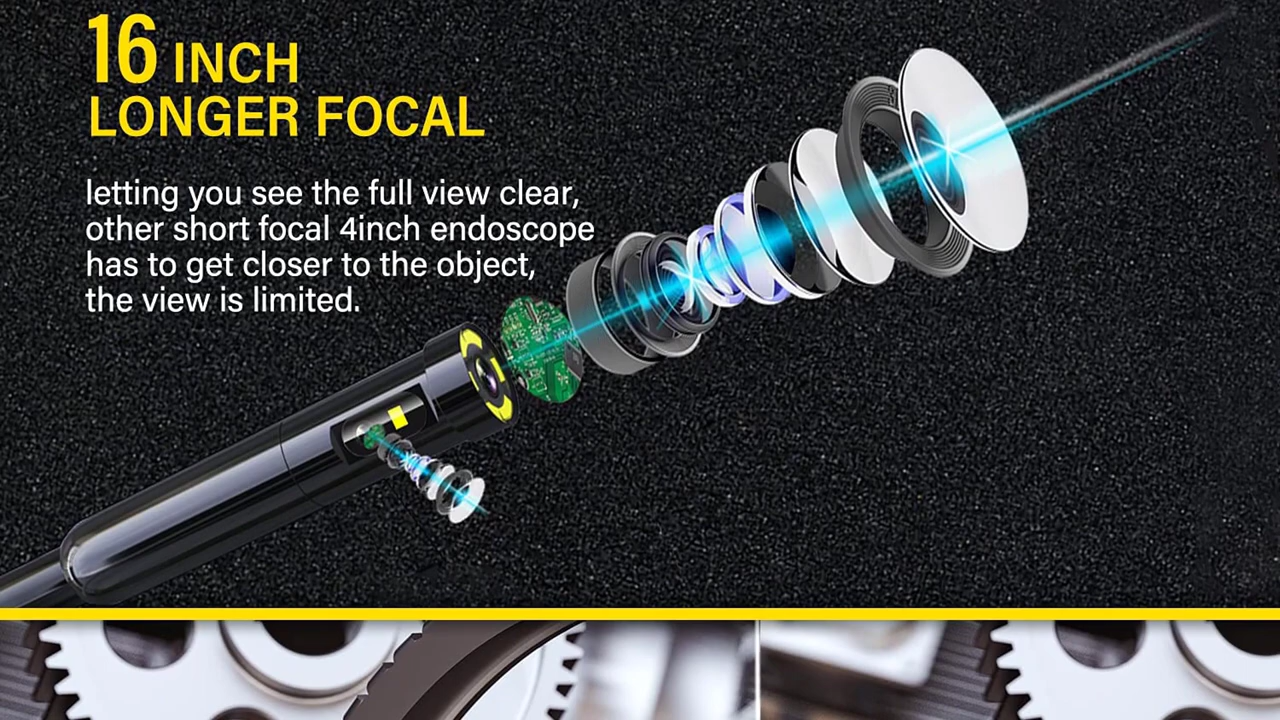 16 INCH
LONGER FOCAL
letting you see the full view clear,
other short focal 4inch endoscope
has to get closer to the object,
the view is limited.